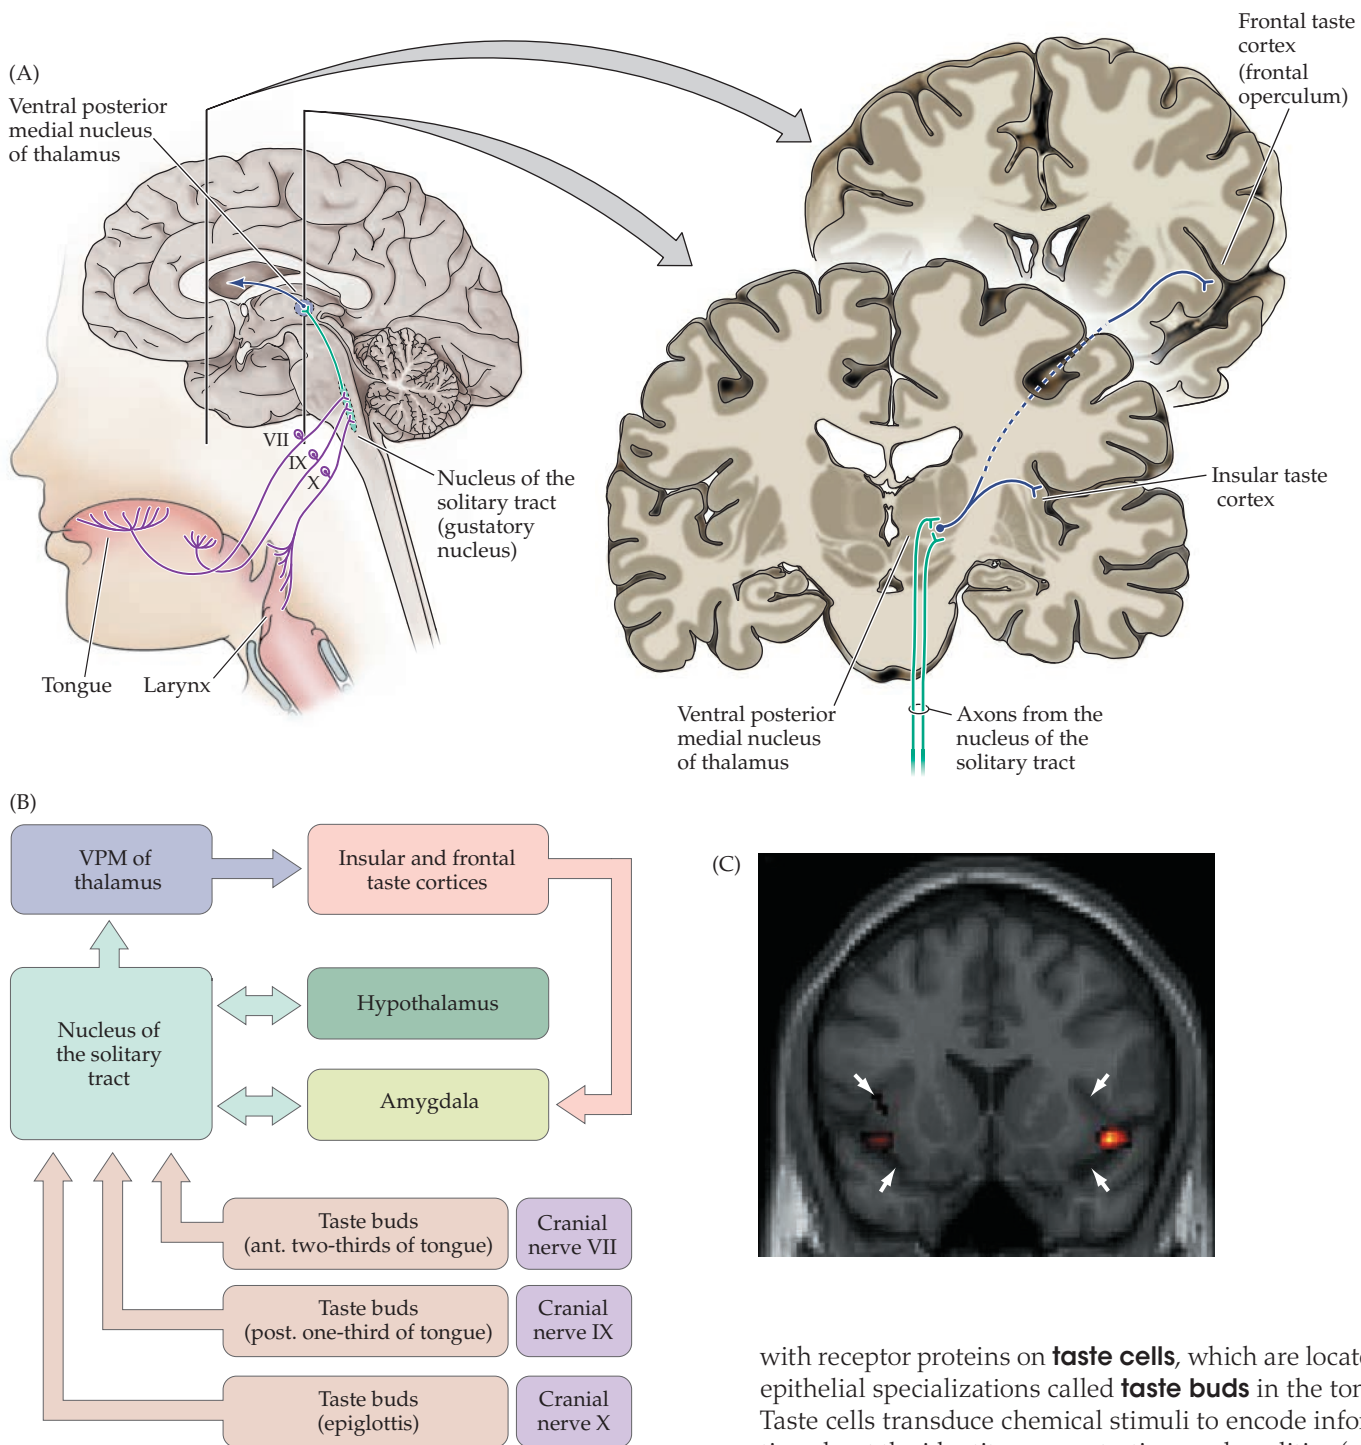 (A)
Ventral posterior
medial nucleus
of thalamus
Frontal taste
cortex
(frontal
operculum)
VII
IX
X
Nucleus of the
solitary tract
(gustatory
nucleus)
Insular taste
cortex
Tongue
Larynx
Ventral posterior
medial nucleus
of thalamus
Axons from the
nucleus of the
solitary tract
(B)
VPM of
thalamus
Insular and frontal
taste cortices
Nucleus of
the solitary
tract
Hypothalamus
Amygdala
Taste buds
(ant. two-thirds of tongue)
Cranial
nerve VII
Taste buds
(post. one-third of tongue)
Cranial
nerve IX
Taste buds
(epiglottis)
Cranial
nerve X
(C)
with receptor proteins on taste cells, which are locate
epithelial specializations called taste buds in the ton
Taste cells transduce chemical stimuli to encode infor